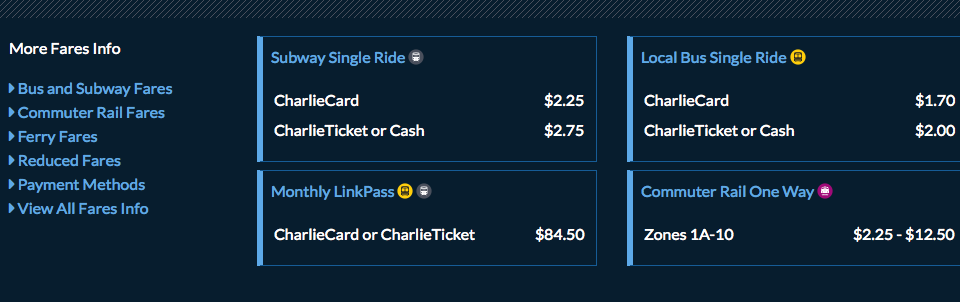 More Fares Info
Bus and Subway Fares
Commuter Rail Fares
Ferry Fares
Reduced Fares
Payment Methods
View All Fares Info
Subway Single Ride
CharlieCard $2.25
CharlieTicket or Cash $2.75
Local Bus Single Ride
CharlieCard $1.70
CharlieTicket or Cash $2.00
Monthly LinkPass
CharlieCard or CharlieTicket $84.50
Commuter Rail One Way
Zones 1A-10 $2.25 - $12.50